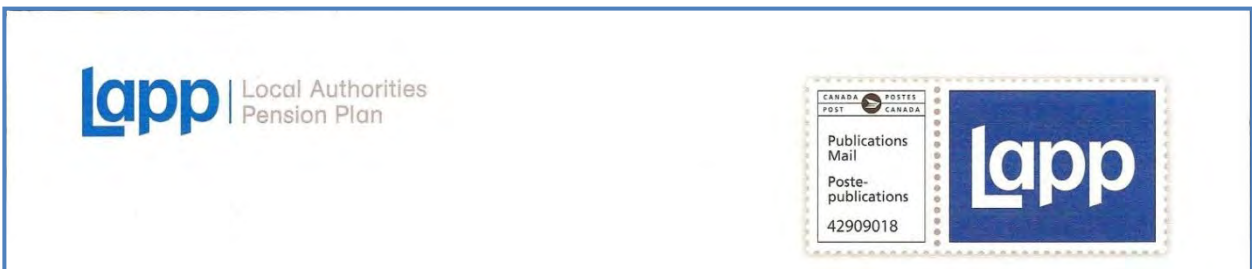 Lapp
Local Authorities
Pension Plan
CANADA POSTES
POST CANADA
Publications
Mail
Poste-
publications
42909018
Lapp